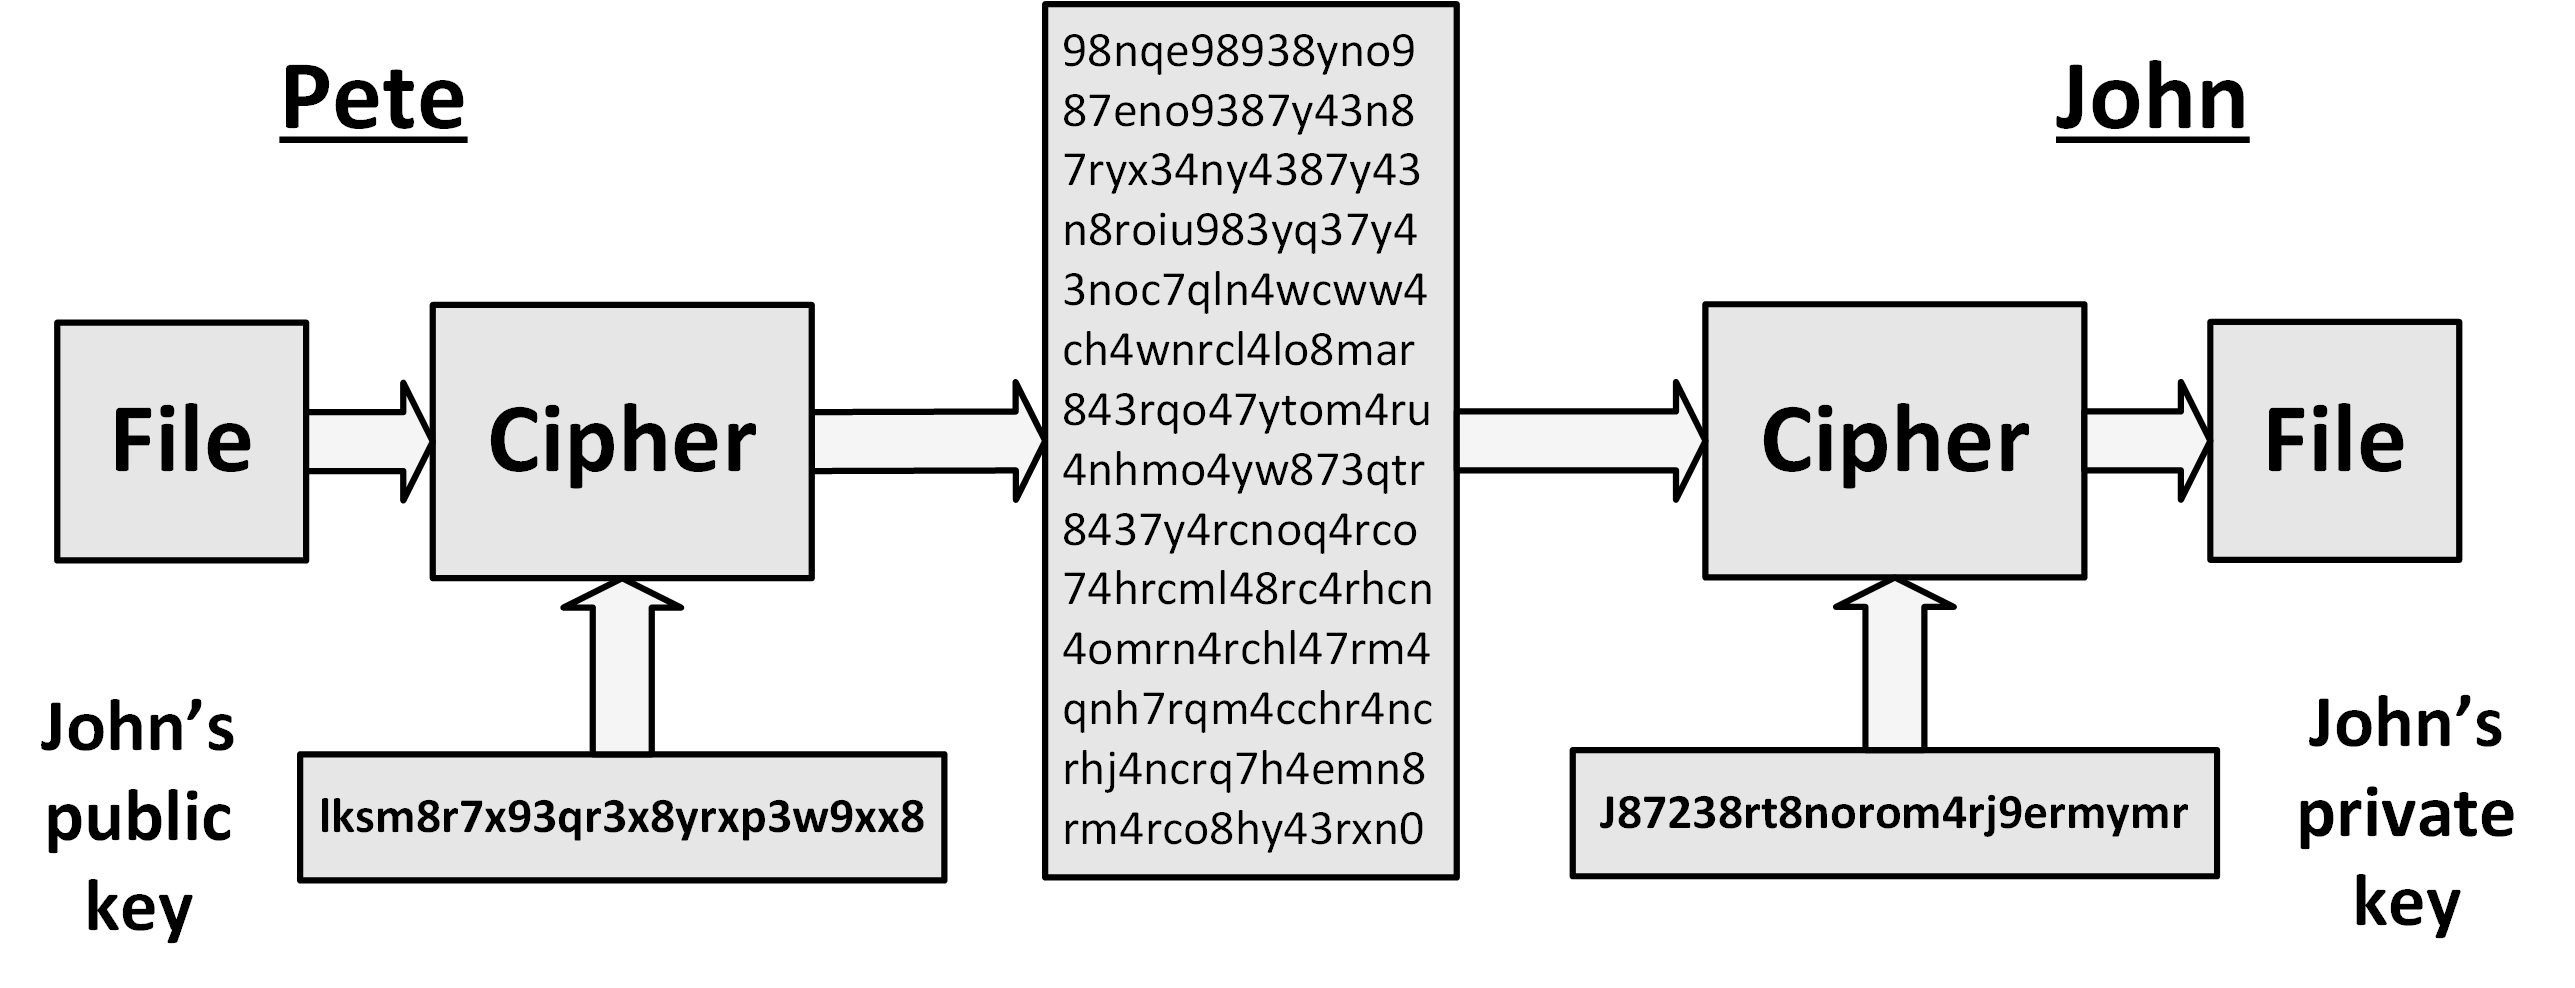 Pete
John
File
Cipher
98nqe98938yno9
87eno9387y43n8
7ryx34ny4387y43
n8roiu983yq37y4
3noc7qln4wcww4
ch4wnrcl4lo8mar
843rqo47ytom4ru
4nhmo4yw873qtr
8437y4rcnoq4rco
74hrcml48rc4rhcn
4omrn4rchl47rm4
qnh7rqm4cchr4nc
rhj4ncrq7h4emn8
rm4rco8hy43rxn0
Cipher
File
John’s
public
key
lksm8r7x93qr3x8yrxp3w9xx8
J87238rt8norom4rj9ermymr
John’s
private
key